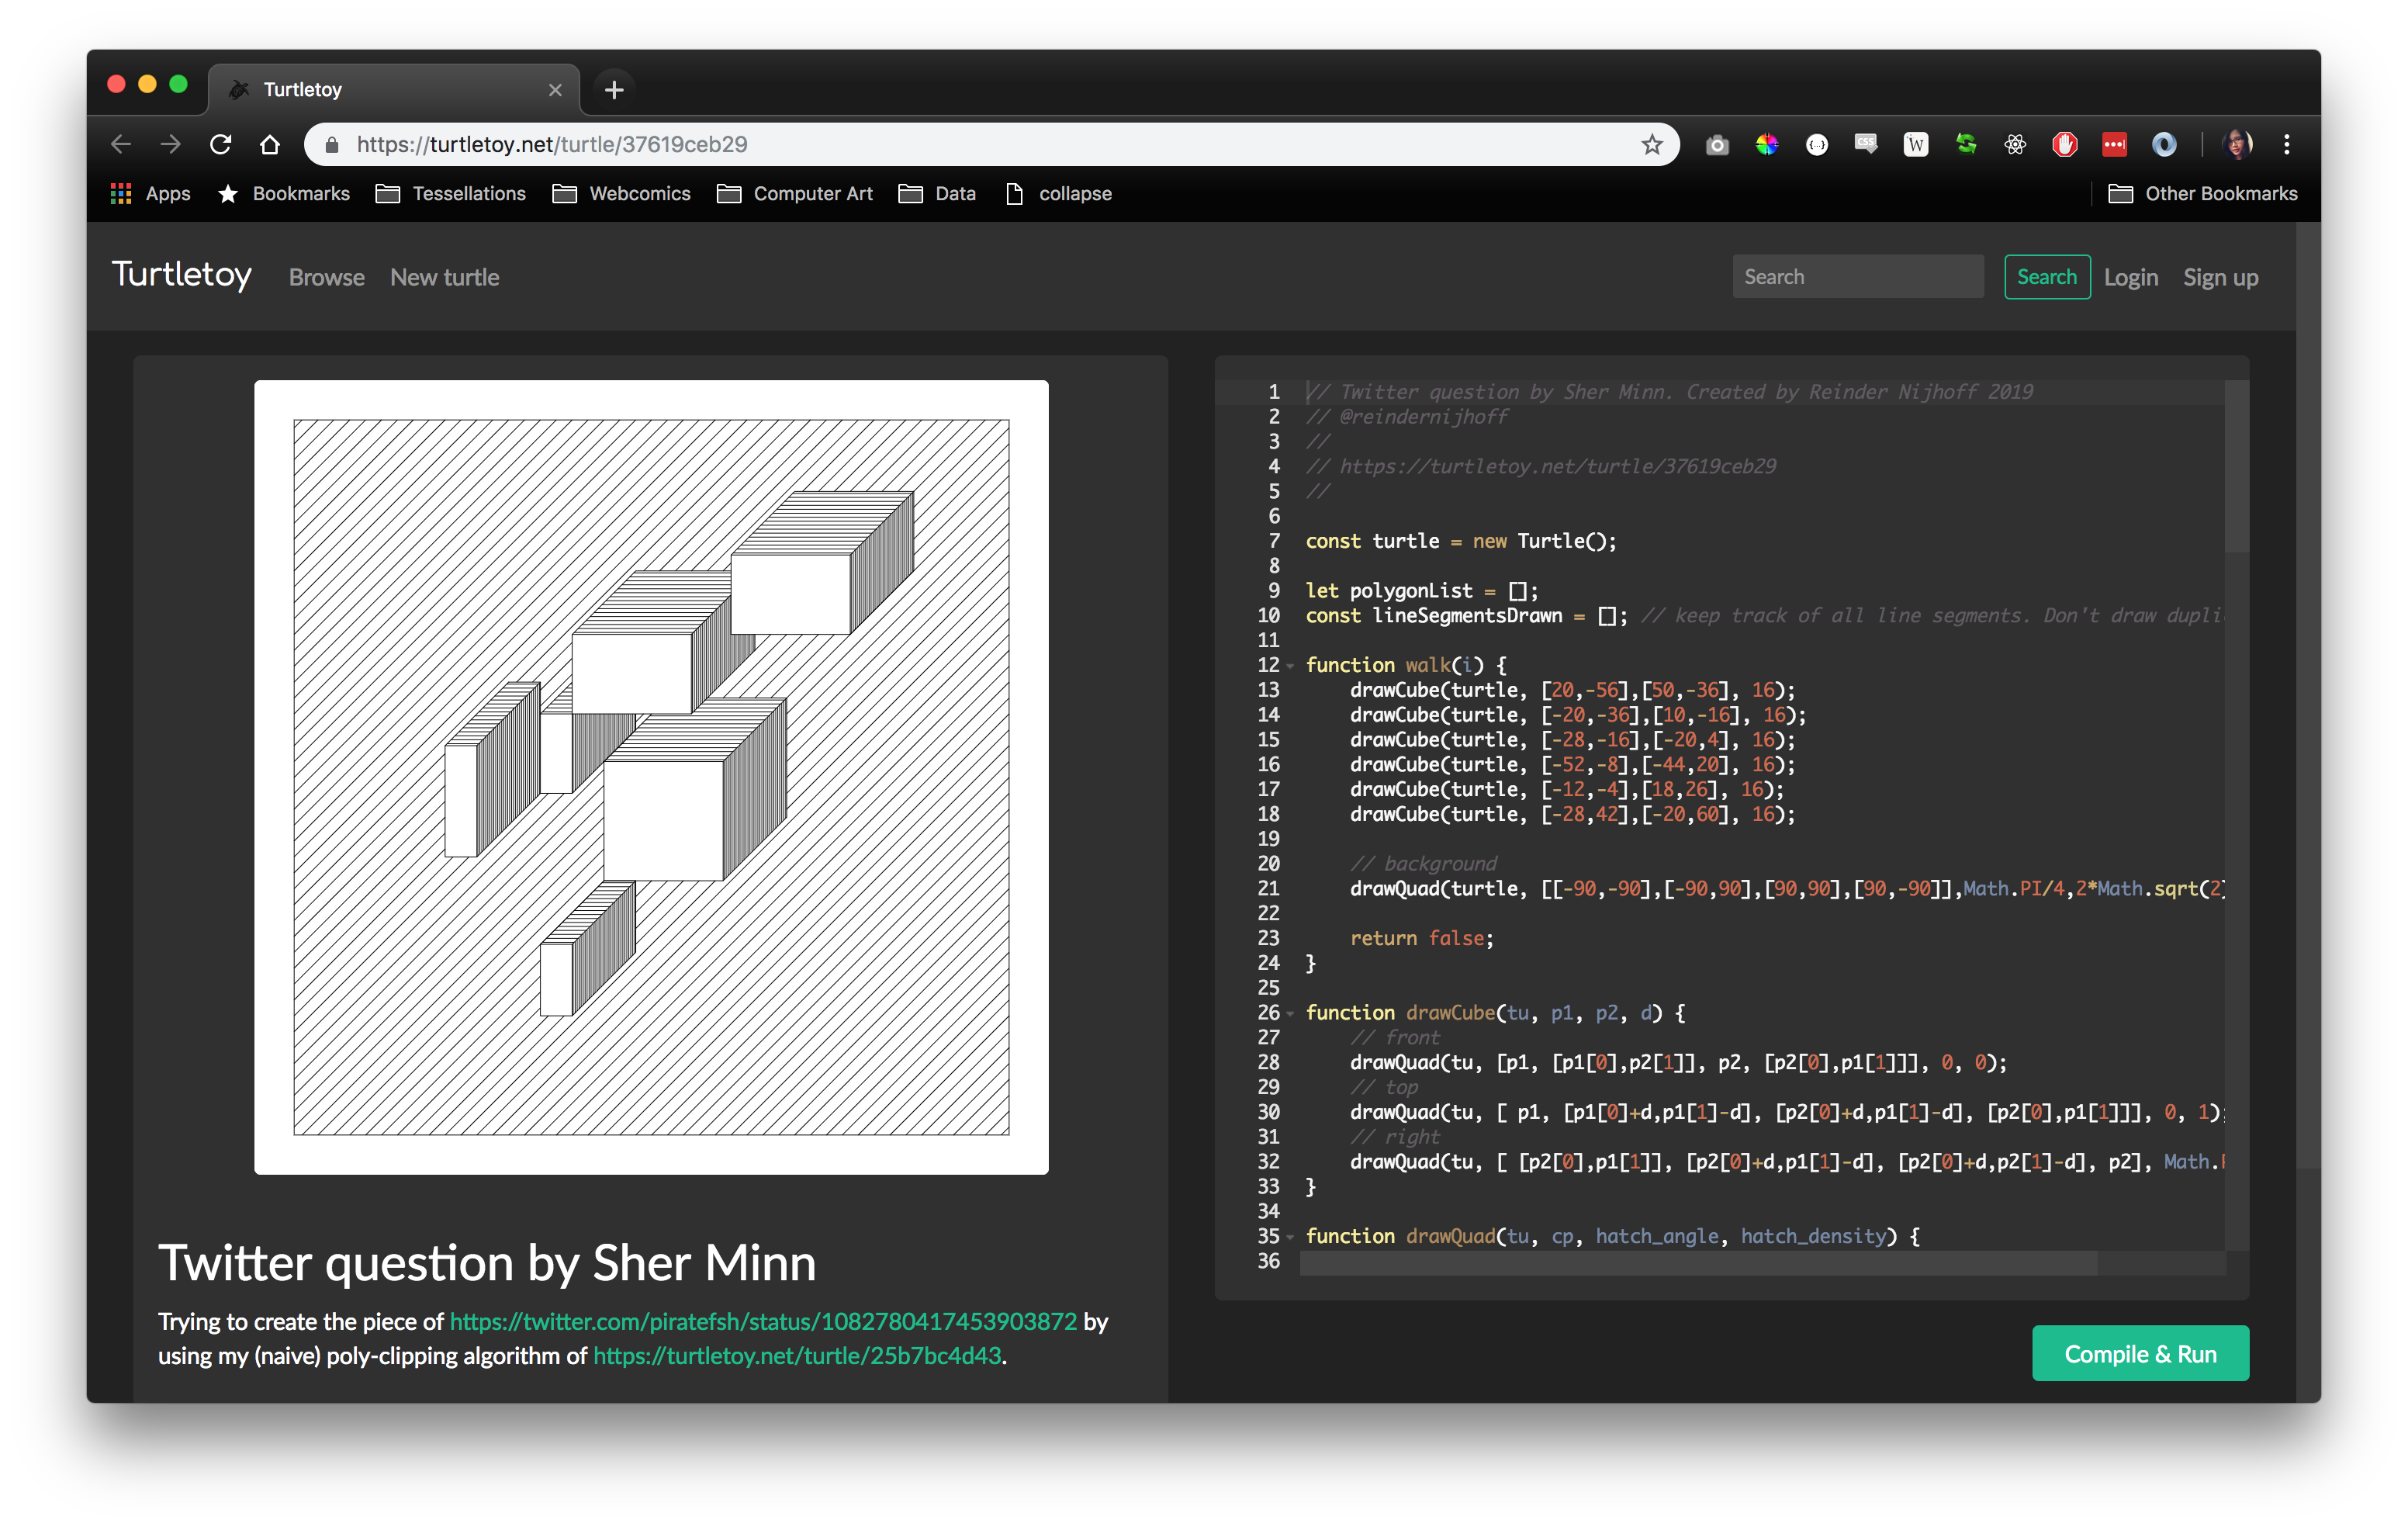 Turtletoy
https://turtletoy.net/turtle/37619ceb29
Apps Bookmarks Tessellations Webcomics Computer Art Data collapse Other Bookmarks
Turtletoy Browse New turtle Search Search Login Sign up
1 // Twitter question by Sher Minn. Created by Reinder Nijhoff 2019
2 // @reindernijhoff
3 //
4 // https://turtletoy.net/turtle/37619ceb29
5 //
6
7 const turtle = new Turtle();
8
9 let polygonList = [];
10 const lineSegmentsDrawn = []; // keep track of all line segments. Don't draw dupli
11
12 function walk(i) {
13 drawCube(turtle, [20,-56],[50,-36], 16);
14 drawCube(turtle, [-20,-36],[10,-16], 16);
15 drawCube(turtle, [-28,-16],[-20,4], 16);
16 drawCube(turtle, [-52,-8],[-44,20], 16);
17 drawCube(turtle, [-12,-4],[18,26], 16);
18 drawCube(turtle, [-28,42],[-20,60], 16);
19
20 // background
21 drawQuad(turtle, [[-90,-90],[-90,90],[90,90],[90,-90]],Math.PI/4,2*Math.sqrt(2)
22
23 return false;
24 }
25
26 function drawCube(tu, p1, p2, d) {
27 // front
28 drawQuad(tu, [p1, [p1[0],p2[1]], p2, [p2[0],p1[1]]], 0, 0);
29 // top
30 drawQuad(tu, [ p1, [p1[0]+d,p1[1]-d], [p2[0]+d,p1[1]-d], [p2[0],p1[1]]], 0, 1);
31 // right
32 drawQuad(tu, [ [p2[0],p1[1]], [p2[0]+d,p1[1]-d], [p2[0]+d,p2[1]-d], p2], Math.
33 }
34
35 function drawQuad(tu, cp, hatch_angle, hatch_density) {
36
Twitter question by Sher Minn
Trying to create the piece of https://twitter.com/piratefsh/status/1082780417453903872 by
using my (naive) poly-clipping algorithm of https://turtletoy.net/turtle/25b7bc4d43.
Compile & Run